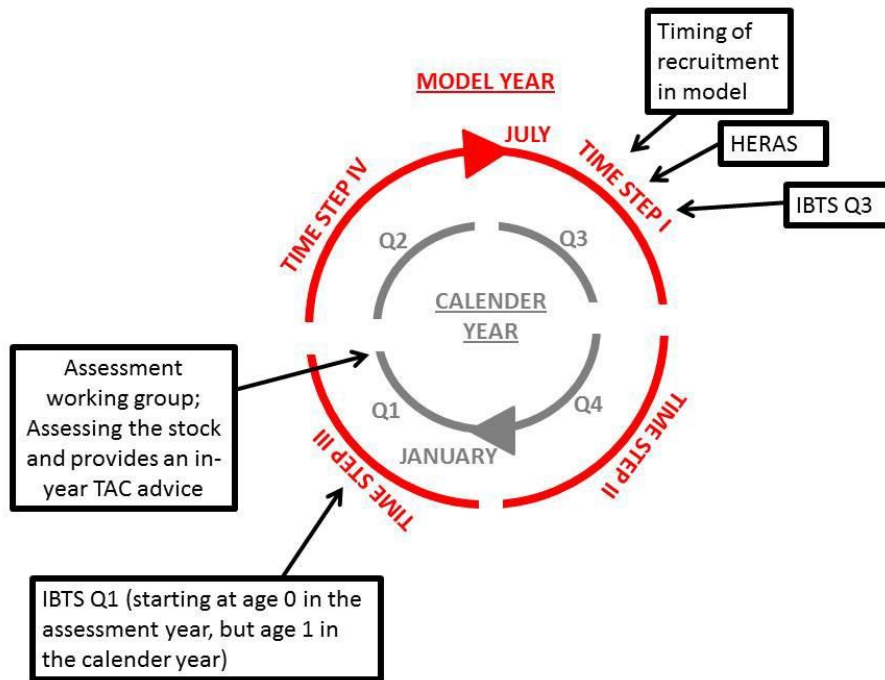 Timing of
recruitment
in model
MODEL YEAR
JULY
HERAS
TIME STEP I
IBTS Q3
TIME STEP IV
Q2
Q3
CALENDER
YEAR
Assessment
working group;
Assessing the stock
and provides an in-
year TAC advice
Q1
Q4
JANUARY
TIME STEP III
TIME STEP II
IBTS Q1 (starting at age 0 in the
assessment year, but age 1 in
the calender year)